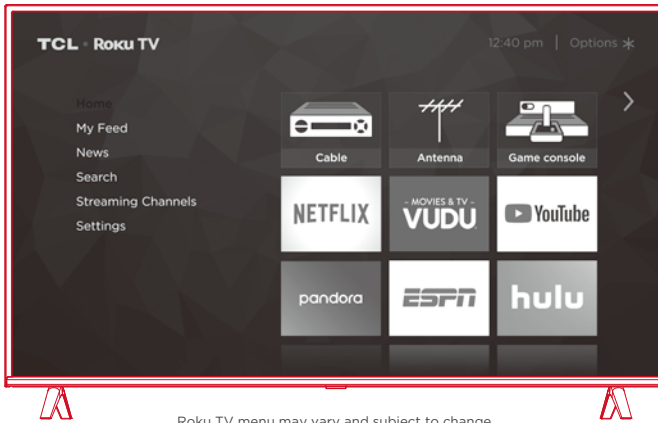 TCL · Roku TV
12:40 pm | Options *
Home
My Feed
News
Search
Streaming Channels
Settings
Cable
Antenna
Game console
NETFLIX
- MOVIES & TV -
VUDU
YouTube
pandora
ESPN
hulu
Roku TV menu may vary and subject to change